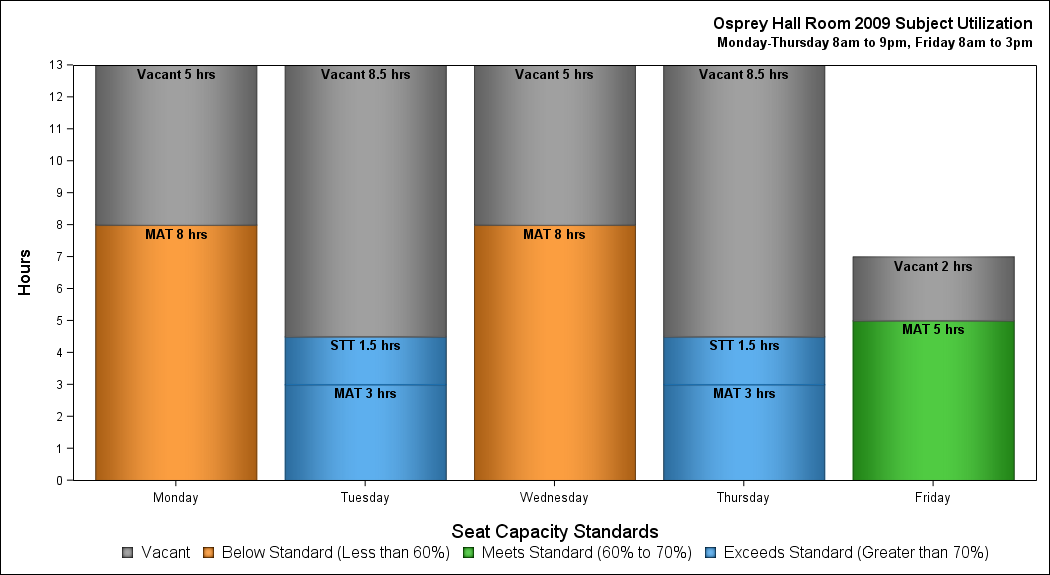 Osprey Hall Room 2009 Subject Utilization
Monday-Thursday 8am to 9pm, Friday 8am to 3pm
Hours
13
12
11
10
9
8
7
6
5
4
3
2
1
0
Vacant 5 hrs
MAT 8 hrs
Vacant 8.5 hrs
STT 1.5 hrs
MAT 3 hrs
Vacant 5 hrs
MAT 8 hrs
Vacant 8.5 hrs
STT 1.5 hrs
MAT 3 hrs
Vacant 2 hrs
MAT 5 hrs
Monday Tuesday Wednesday Thursday Friday
Seat Capacity Standards
Vacant Below Standard (Less than 60%) Meets Standard (60% to 70%) Exceeds Standard (Greater than 70%)